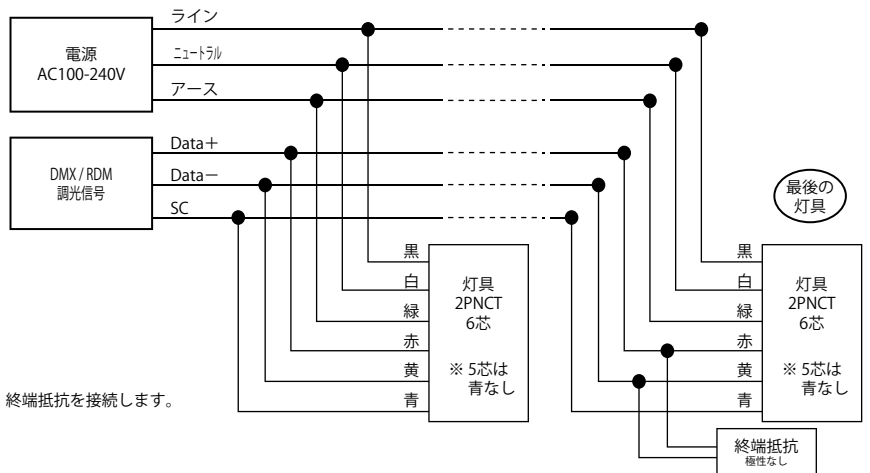 ライン
ニュートラル
アース
電源
AC100-240V
Data+
Data−
SC
DMX / RDM
調光信号
最後の
灯具
黒
白
緑
赤
黄
青
灯具
2PNCT
6芯
※ 5芯は
青なし
黒
白
緑
赤
黄
青
灯具
2PNCT
6芯
※ 5芯は
青なし
終端抵抗を接続します。
終端抵抗
極性なし